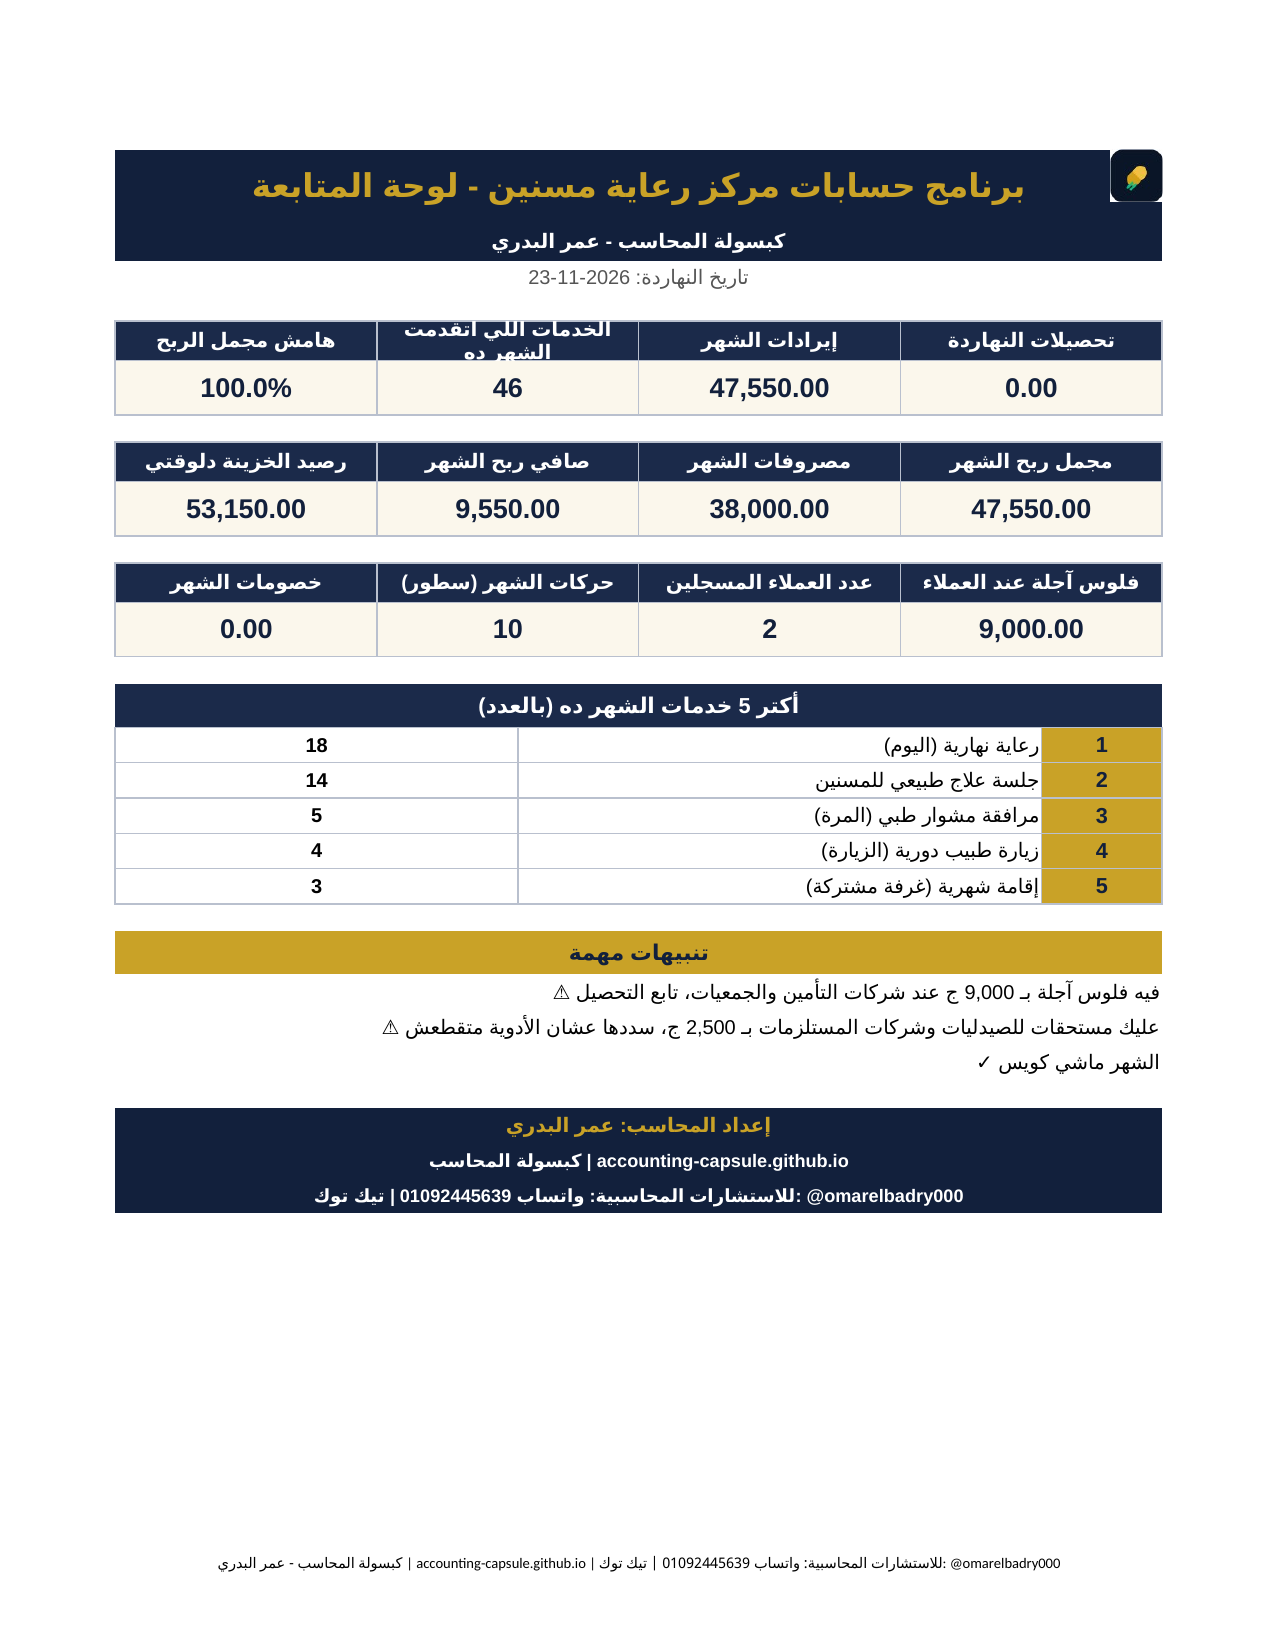 برنامج حسابات مركز رعاية مسنين - لوحة المتابعة
كبسولة المحاسب - عمر البدري
تاريخ النهاردة: 2026-11-23
تحصيلات النهاردة
إيرادات الشهر
الخدمات اللي اتقدمت الشهر ده
هامش مجمل الربح
0.00
47,550.00
46
100.0%
مجمل ربح الشهر
مصروفات الشهر
صافي ربح الشهر
رصيد الخزينة دلوقتي
47,550.00
38,000.00
9,550.00
53,150.00
فلوس آجلة عند العملاء
عدد العملاء المسجلين
حركات الشهر (سطور)
خصومات الشهر
9,000.00
2
10
0.00
أكتر 5 خدمات الشهر ده (بالعدد)
1 رعاية نهارية (اليوم) 18
2 جلسة علاج طبيعي للمسنين 14
3 مرافقة مشوار طبي (المرة) 5
4 زيارة طبيب دورية (الزيارة) 4
5 إقامة شهرية (غرفة مشتركة) 3
تنبيهات مهمة
فيه فلوس آجلة بـ 9,000 ج عند شركات التأمين والجمعيات، تابع التحصيل ⚠
عليك مستحقات للصيدليات وشركات المستلزمات بـ 2,500 ج، سددها عشان الأدوية متقطعش ⚠
الشهر ماشي كويس ✓
إعداد المحاسب: عمر البدري
كبسولة المحاسب | accounting-capsule.github.io
للاستشارات المحاسبية: واتساب 01092445639 | تيك توك: @omarelbadry000
كبسولة المحاسب - عمر البدري | accounting-capsule.github.io | للاستشارات المحاسبية: واتساب 01092445639 | تيك توك: @omarelbadry000